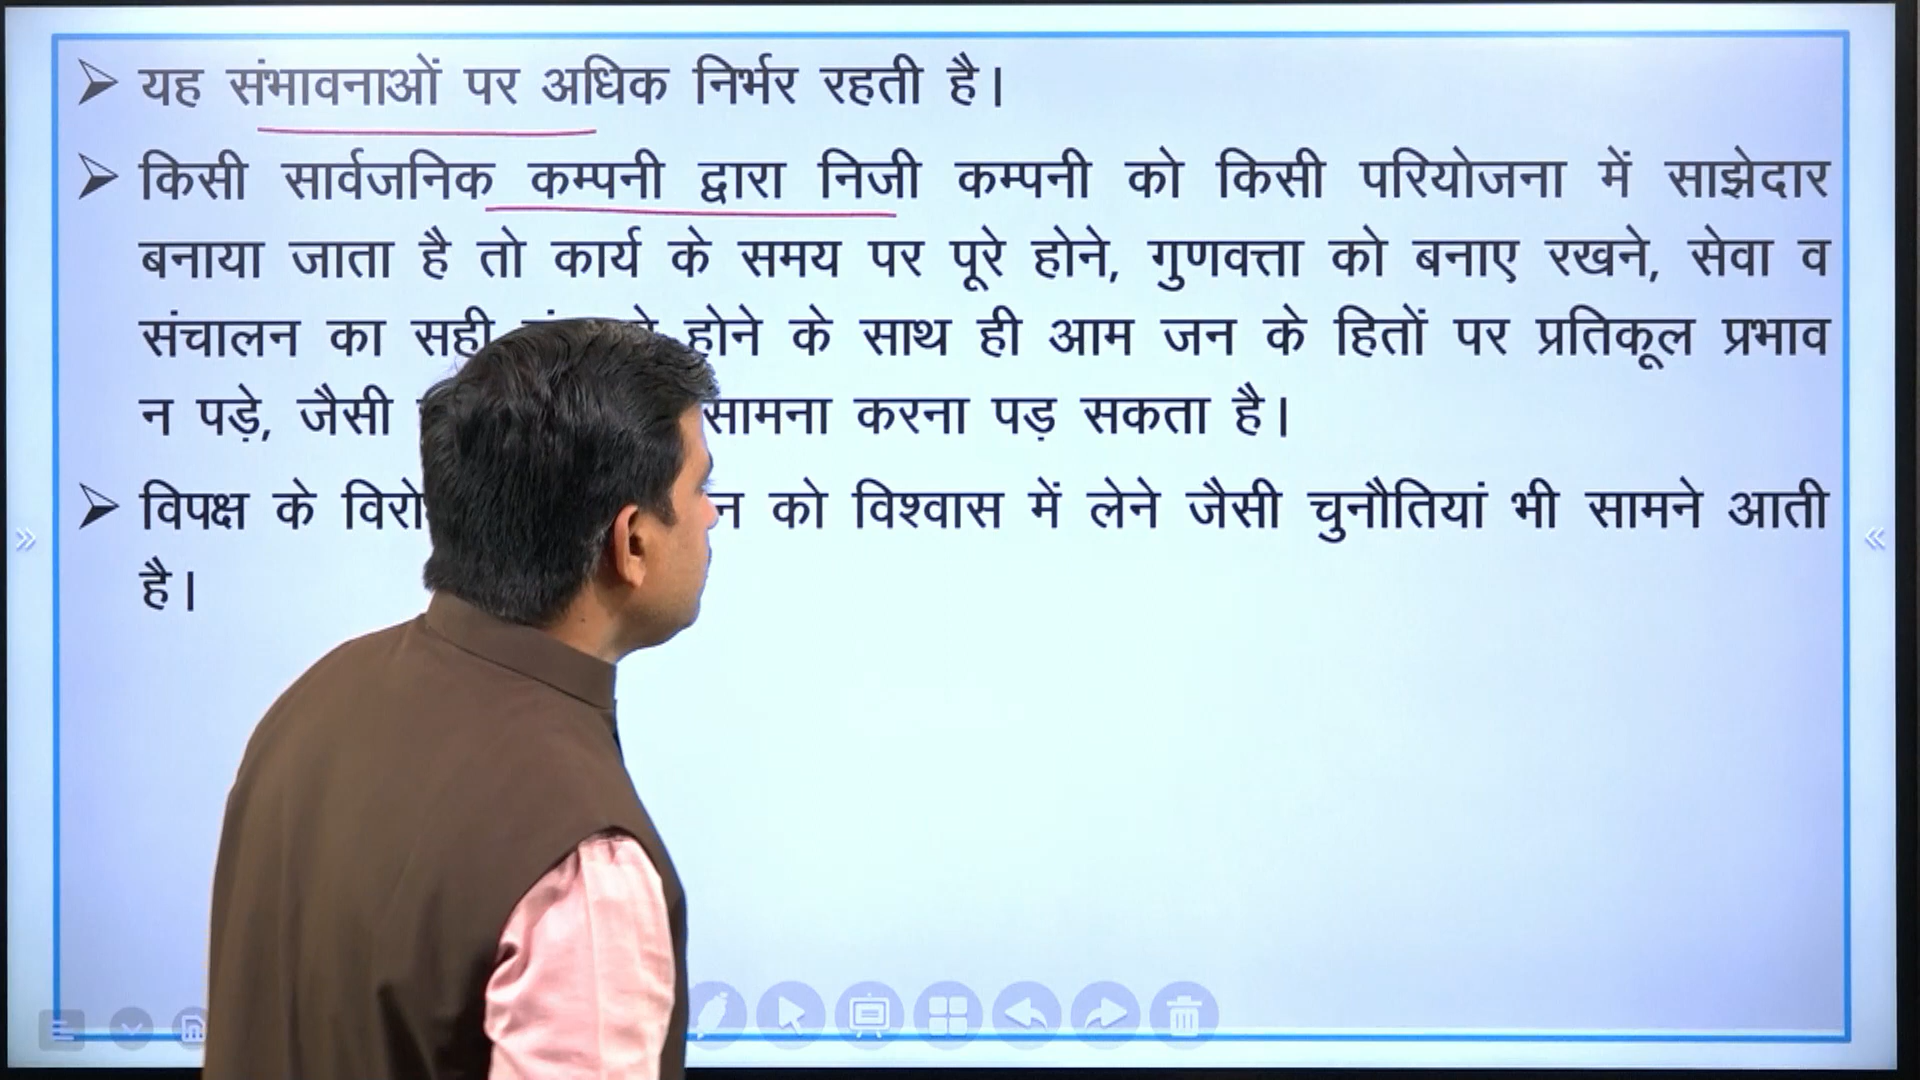 यह संभावनाओं पर अधिक निर्भर रहती है।
किसी सार्वजनिक कम्पनी द्वारा निजी कम्पनी को किसी परियोजना में साझेदार
बनाया जाता है तो कार्य के समय पर पूरे होने, गुणवत्ता को बनाए रखने, सेवा व
संचालन का सही होने के साथ ही आम जन के हितों पर प्रतिकूल प्रभाव
न पड़े, जैसी सामना करना पड़ सकता है।
विपक्ष के को विश्वास में लेने जैसी चुनौतियां भी सामने आती
है।